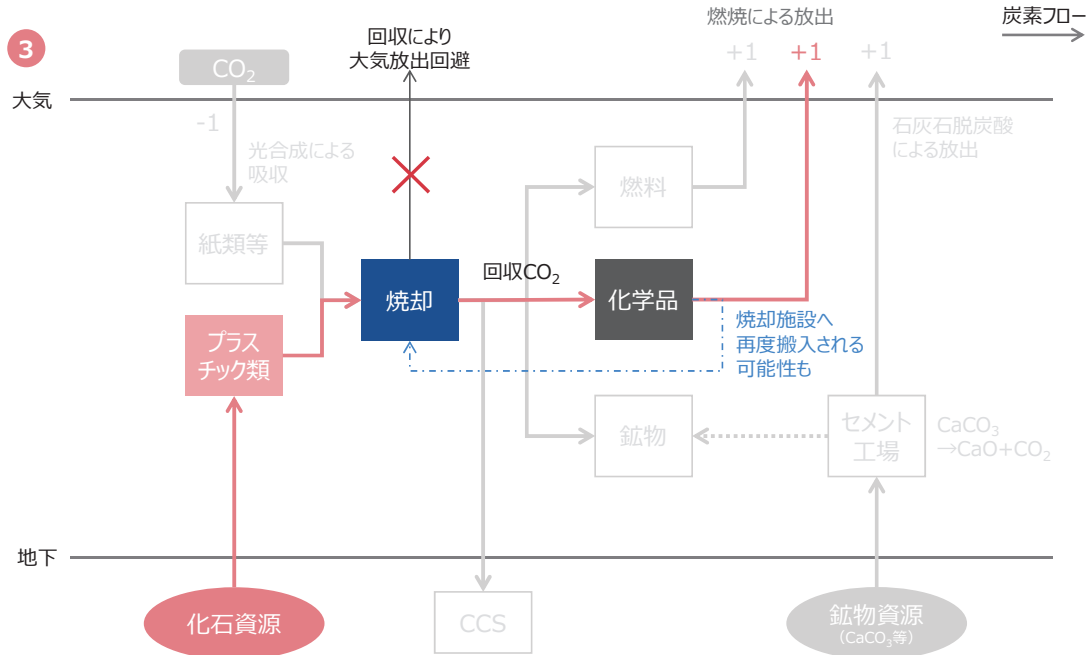 燃焼による放出
炭素フロー
3
回収により
大気放出回避
CO₂
+1
+1
+1
大気
-1
光合成による
吸収
石灰石脱炭酸
による放出
紙類等
燃料
回収CO₂
焼却
化学品
プラス
チック類
焼却施設へ
再度搬入される
可能性も
鉱物
セメント
工場
CaCO₃
→CaO+CO₂
地下
化石資源
CCS
鉱物資源
（CaCO₃等）